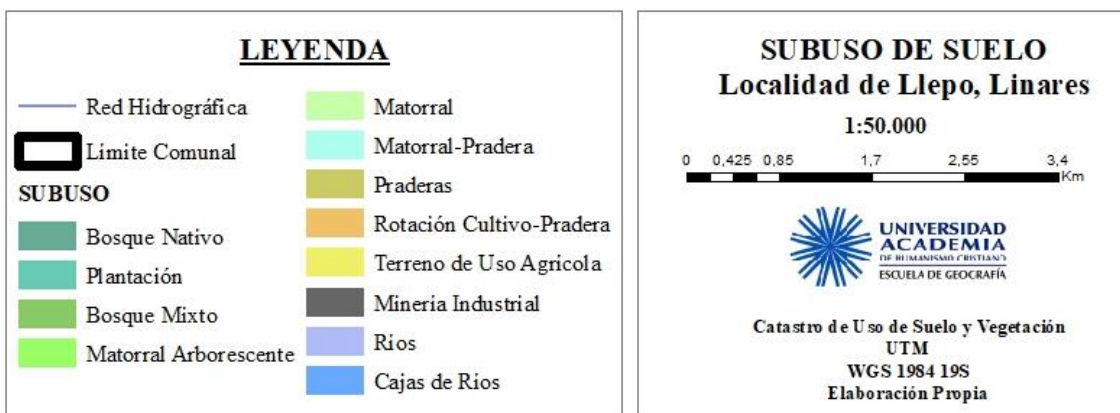 LEYENDA
Red Hidrográfica
Limite Comunal
SUBUSO
Bosque Nativo
Plantación
Bosque Mixto
Matorral Arborescente
Matorral
Matorral-Pradera
Praderas
Rotación Cultivo-Pradera
Terreno de Uso Agricola
Mineria Industrial
Rios
Cajas de Rios
SUBUSO DE SUELO
Localidad de Llepo, Linares
1:50.000
0 0,425 0,85 1,7 2,55 3,4
Km
UNIVERSIDAD
ACADEMIA
DE HUMANISMO CRISTIANO
ESCUELA DE GEOGRAFÍA
Catastro de Uso de Suelo y Vegetación
UTM
WGS 1984 19S
Elaboración Propia